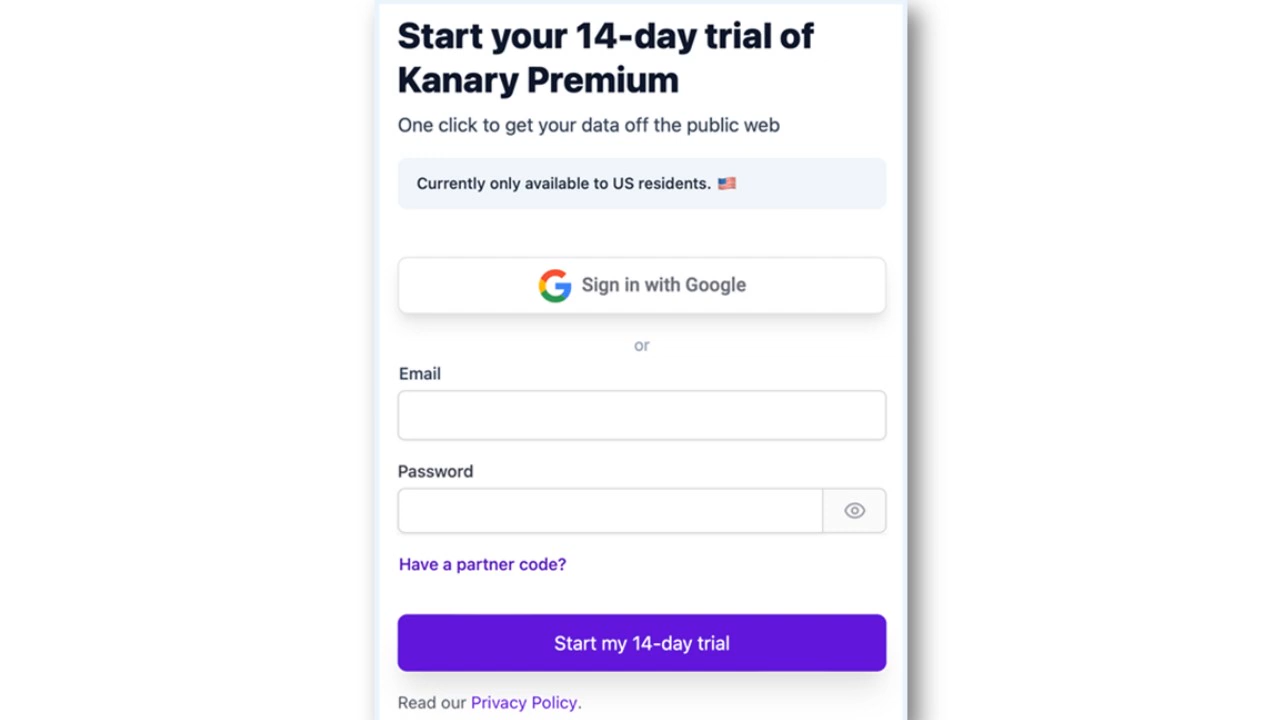 Start your 14-day trial of
Kanary Premium
One click to get your data off the public web
Currently only available to US residents. 🇺🇸
Sign in with Google
or
Email
Password
Have a partner code?
Start my 14-day trial
Read our Privacy Policy.